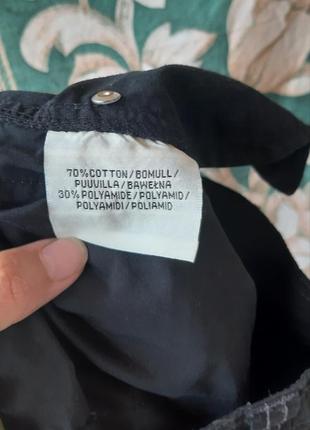 70% COTTON/BOMULL/
PUUVILLA/BAWEŁNA
30% POLYAMIDE/POLYAMID/
POLYAMIDI/POLIAMID